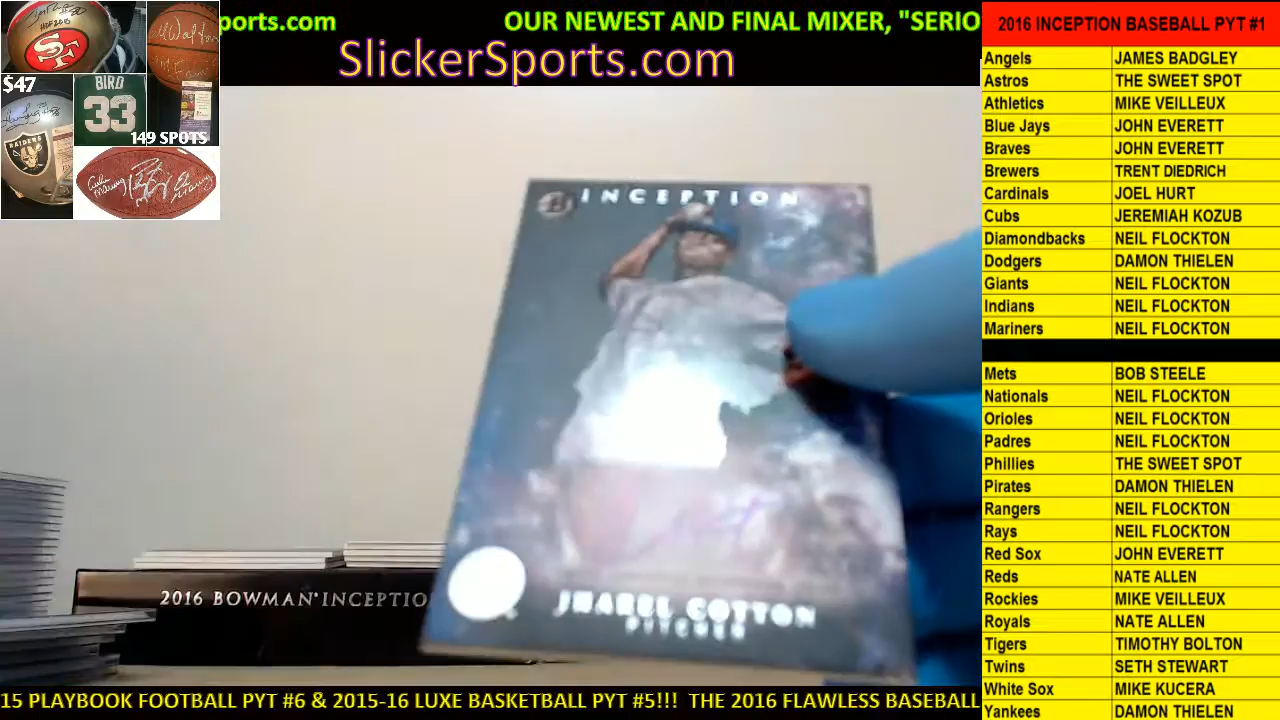 ports.com
OUR NEWEST AND FINAL MIXER, "SERIO
SlickerSports.com
HOF 2015
SF
$47
BIRD
33
149 SPOTS
RAIDERS
INCEPTION
JHAREL COTTON
PITCHER
2016 BOWMAN INCEPTIO
2016 INCEPTION BASEBALL PYT #1
Angels JAMES BADGLEY
Astros THE SWEET SPOT
Athletics MIKE VEILLEUX
Blue Jays JOHN EVERETT
Braves JOHN EVERETT
Brewers TRENT DIEDRICH
Cardinals JOEL HURT
Cubs JEREMIAH KOZUB
Diamondbacks NEIL FLOCKTON
Dodgers DAMON THIELEN
Giants NEIL FLOCKTON
Indians NEIL FLOCKTON
Mariners NEIL FLOCKTON
Mets BOB STEELE
Nationals NEIL FLOCKTON
Orioles NEIL FLOCKTON
Padres NEIL FLOCKTON
Phillies THE SWEET SPOT
Pirates DAMON THIELEN
Rangers NEIL FLOCKTON
Rays NEIL FLOCKTON
Red Sox JOHN EVERETT
Reds NATE ALLEN
Rockies MIKE VEILLEUX
Royals NATE ALLEN
Tigers TIMOTHY BOLTON
Twins SETH STEWART
White Sox MIKE KUCERA
Yankees DAMON THIELEN
15 PLAYBOOK FOOTBALL PYT #6 & 2015-16 LUXE BASKETBALL PYT #5!!! THE 2016 FLAWLESS BASEBALL